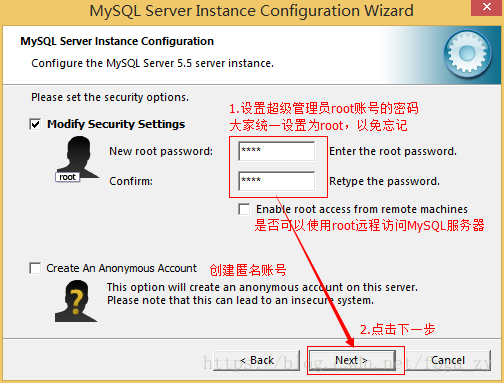 MySQL Server Instance Configuration Wizard
MySQL Server Instance Configuration
Configure the MySQL Server 5.5 server instance.
Please set the security options.
1.设置超级管理员root账号的密码
大家统一设置为root，以免忘记
Modify Security Settings
New root password: **** Enter the root password.
root
Confirm: **** Retype the password.
Enable root access from remote machines
是否可以使用root远程访问MySQL服务器
Create An Anonymous Account 创建匿名账号
This option will create an anonymous account on this server.
Please note that this can lead to an insecure system.
2.点击下一步
< Back Next > Cancel
https://blog.csdn.net/fpga_zy